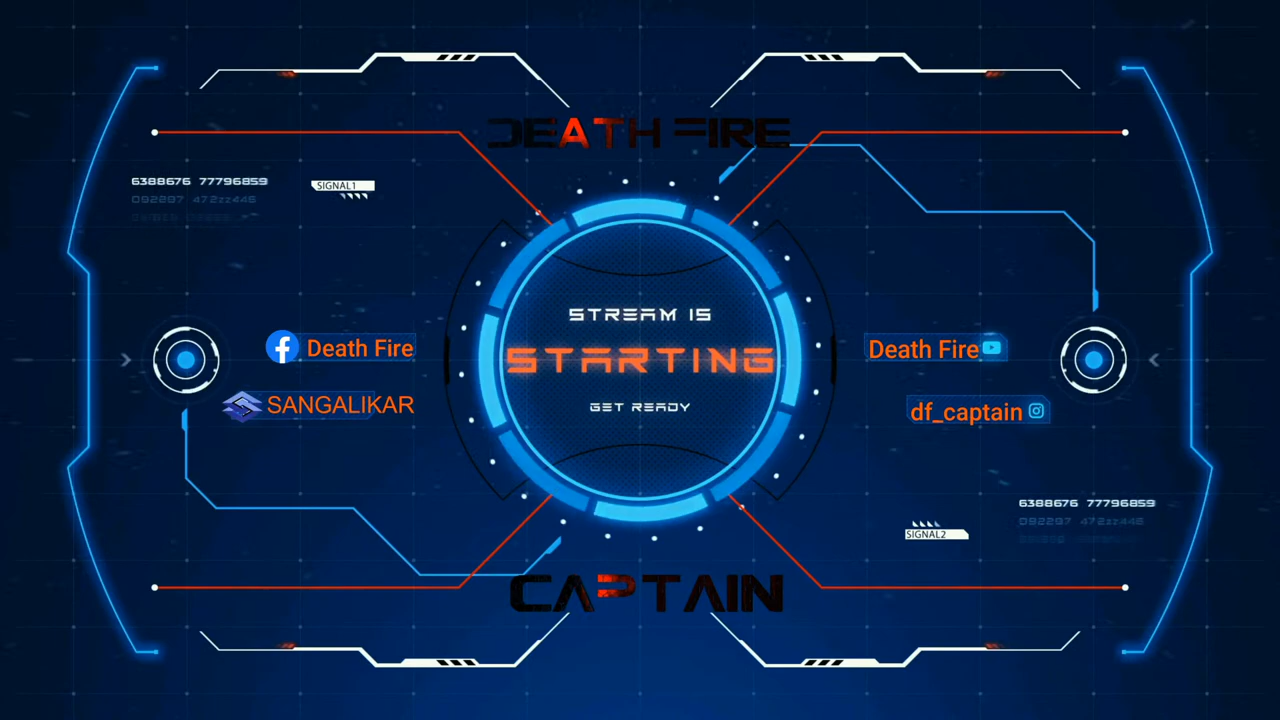 DEATH FIRE
6388676 77796859
092297 472zz446
SIGNAL1
STREAM IS
STARTING
GET READY
Death Fire
SANGALIKAR
Death Fire
df_captain
6388676 77796859
092297 472zz446
SIGNAL2
CAPTAIN